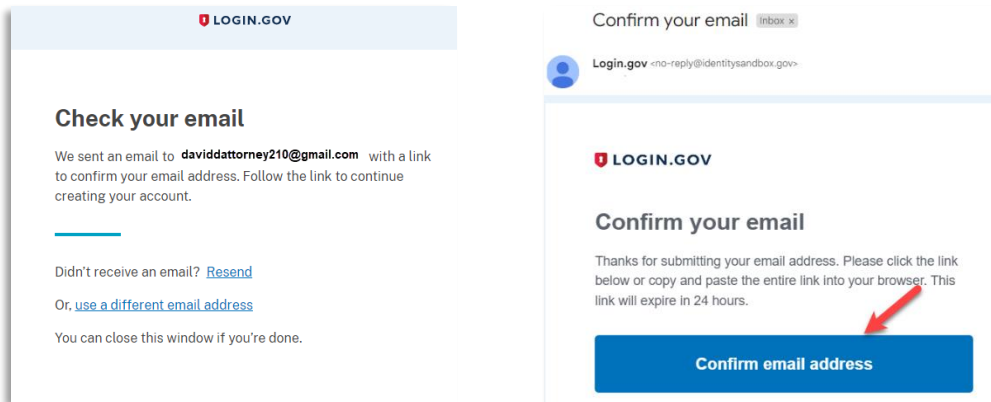 LOGIN.GOV
Check your email
We sent an email to daviddattorney210@gmail.com with a link
to confirm your email address. Follow the link to continue
creating your account.
Didn't receive an email? Resend
Or, use a different email address
You can close this window if you're done.
Confirm your email Inbox ×
Login.gov <no-reply@identitysandbox.gov>
LOGIN.GOV
Confirm your email
Thanks for submitting your email address. Please click the link
below or copy and paste the entire link into your browser. This
link will expire in 24 hours.
Confirm email address